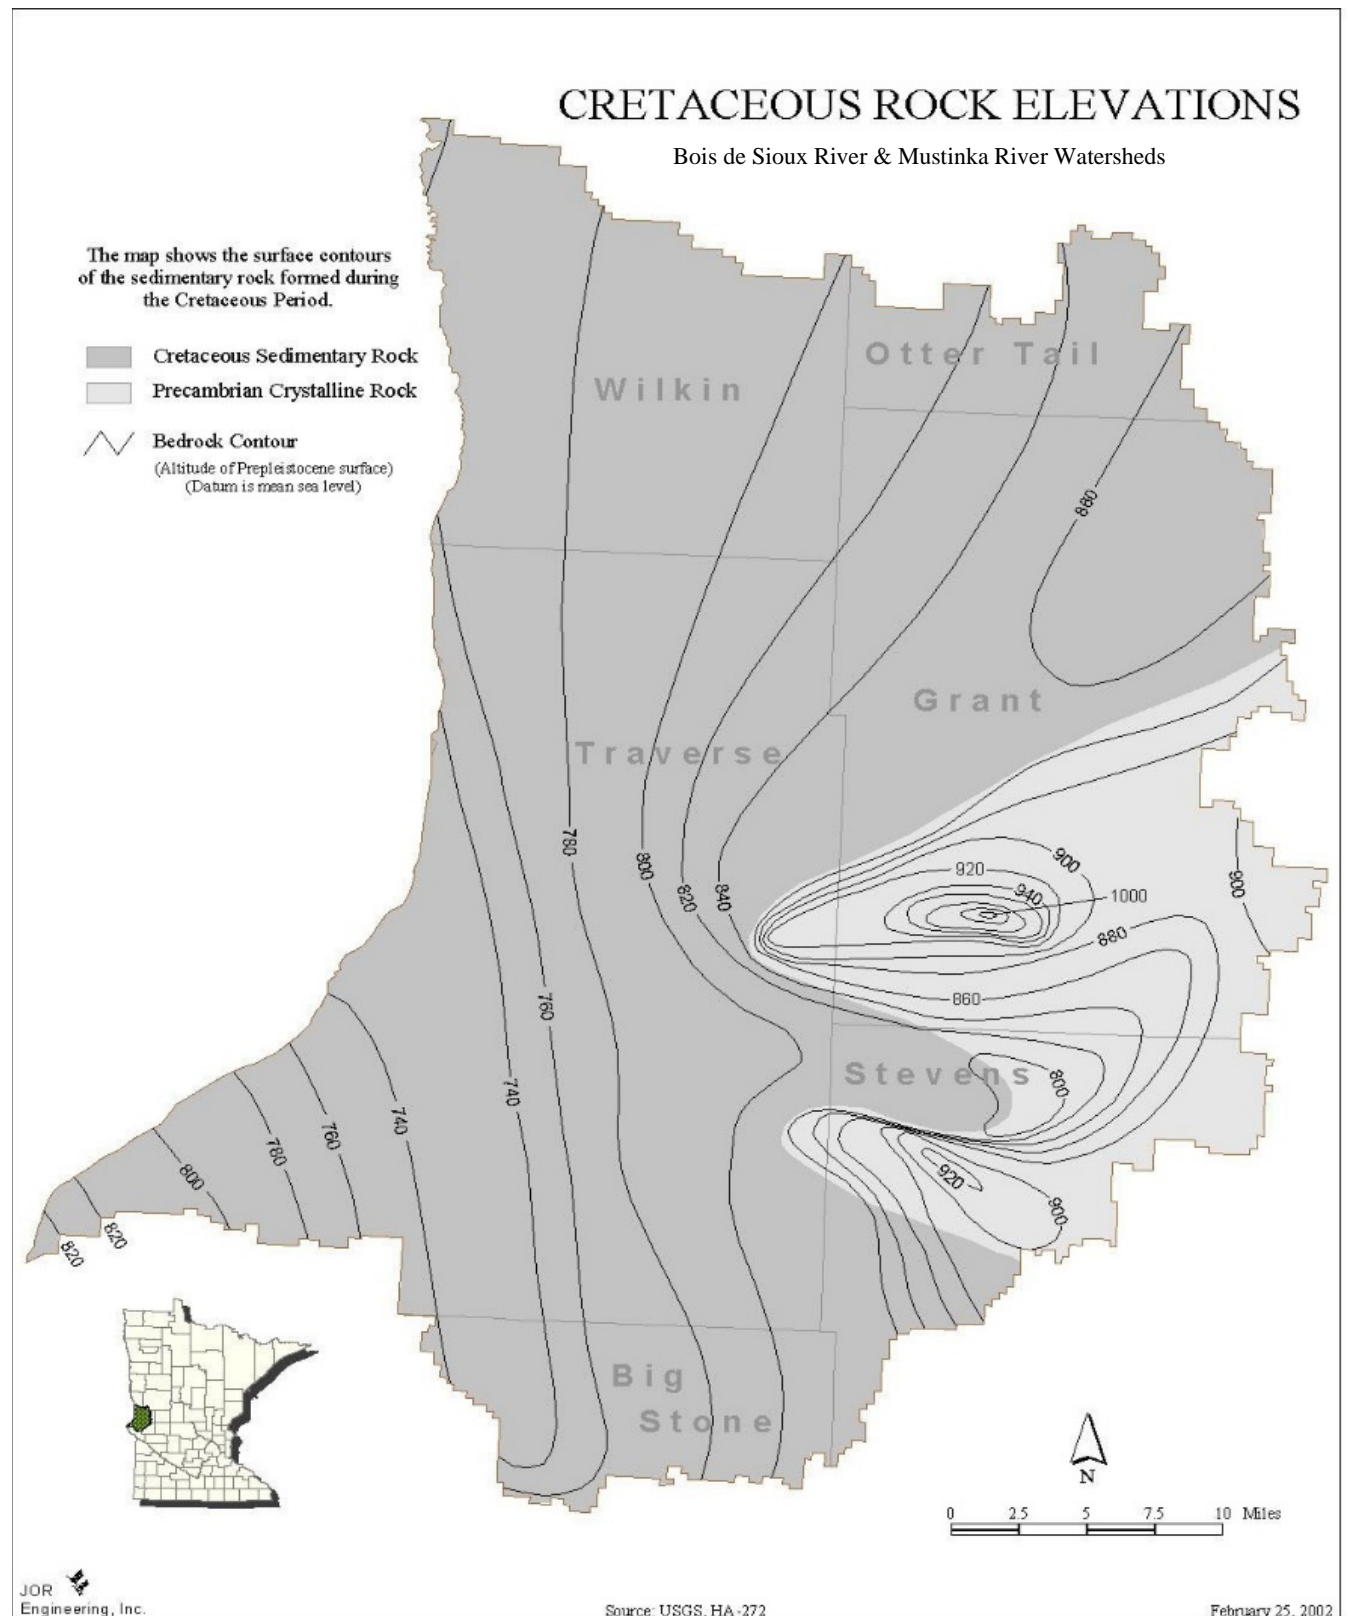 CRETACEOUS ROCK ELEVATIONS
Bois de Sioux River & Mustinka River Watersheds
The map shows the surface contours
of the sedimentary rock formed during
the Cretaceous Period.
Cretaceous Sedimentary Rock
Precambrian Crystalline Rock
Bedrock Contour
(Altitude of Prepleistocene surface)
(Datum is mean sea level)
Otter Tail
Wilkin
860
Grant
Traverse
780
800
820
840
900
920
940
1000
900
880
860
760
740
Stevens
800
740
760
780
800
820
820
920
900
Big
Stone
N
0 2.5 5 7.5 10 Miles
JOR
Engineering, Inc.
Source: USGS, HA-272
February 25, 2002